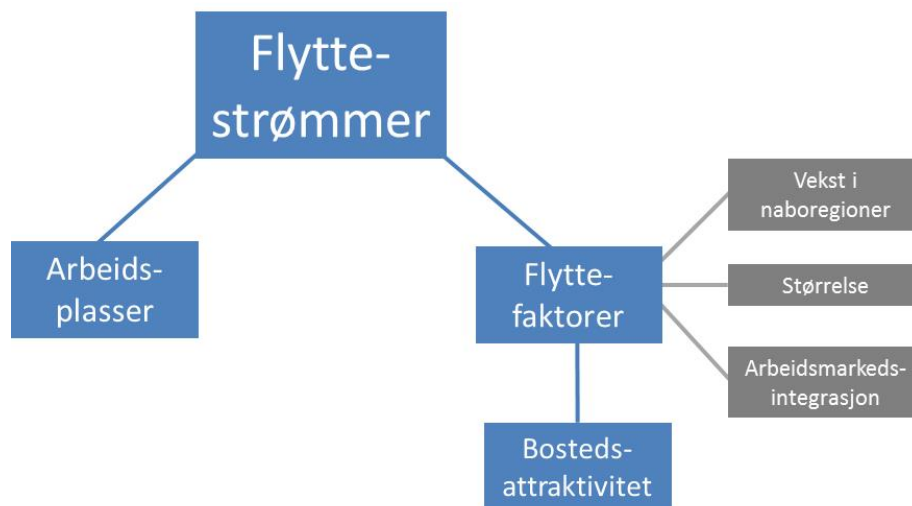 Flytte-
strømmer
Arbeids-
plasser
Flytte-
faktorer
Vekst i
naboregioner
Størrelse
Arbeidsmarkeds-
integrasjon
Bosteds-
attraktivitet